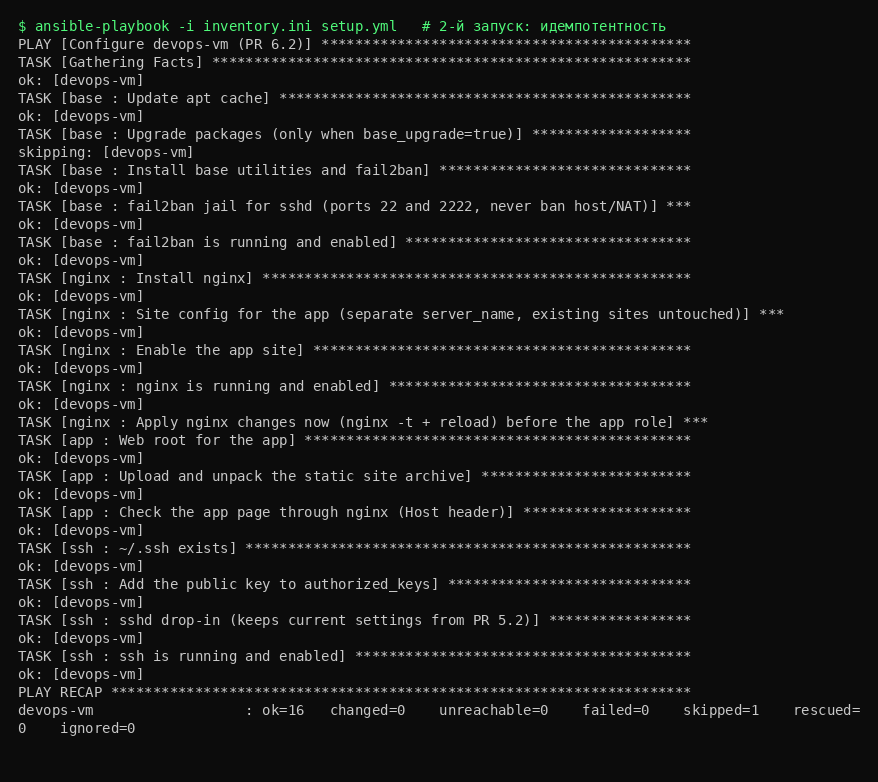 $ ansible-playbook -i inventory.ini setup.yml   # 2-й запуск: идемпотентность
PLAY [Configure devops-vm (PR 6.2)] ********************************************
TASK [Gathering Facts] *********************************************************
ok: [devops-vm]
TASK [base : Update apt cache] *************************************************
ok: [devops-vm]
TASK [base : Upgrade packages (only when base_upgrade=true)] *******************
skipping: [devops-vm]
TASK [base : Install base utilities and fail2ban] ******************************
ok: [devops-vm]
TASK [base : fail2ban jail for sshd (ports 22 and 2222, never ban host/NAT)] ***
ok: [devops-vm]
TASK [base : fail2ban is running and enabled] **********************************
ok: [devops-vm]
TASK [nginx : Install nginx] ***************************************************
ok: [devops-vm]
TASK [nginx : Site config for the app (separate server_name, existing sites untouched)] ***
ok: [devops-vm]
TASK [nginx : Enable the app site] *********************************************
ok: [devops-vm]
TASK [nginx : nginx is running and enabled] ************************************
ok: [devops-vm]
TASK [nginx : Apply nginx changes now (nginx -t + reload) before the app role] ***
TASK [app : Web root for the app] **********************************************
ok: [devops-vm]
TASK [app : Upload and unpack the static site archive] *************************
ok: [devops-vm]
TASK [app : Check the app page through nginx (Host header)] ********************
ok: [devops-vm]
TASK [ssh : ~/.ssh exists] *****************************************************
ok: [devops-vm]
TASK [ssh : Add the public key to authorized_keys] *****************************
ok: [devops-vm]
TASK [ssh : sshd drop-in (keeps current settings from PR 5.2)] *****************
ok: [devops-vm]
TASK [ssh : ssh is running and enabled] ****************************************
ok: [devops-vm]
PLAY RECAP *********************************************************************
devops-vm                  : ok=16   changed=0    unreachable=0    failed=0    skipped=1    rescued=
0    ignored=0